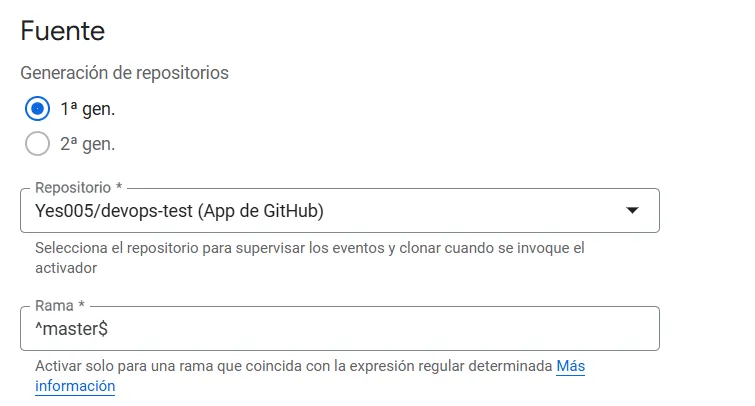 Fuente
Generación de repositorios
1ª gen.
2ª gen.
Repositorio *
Yes005/devops-test (App de GitHub)
Selecciona el repositorio para supervisar los eventos y clonar cuando se invoque el
activador
Rama *
^master$
Activar solo para una rama que coincida con la expresión regular determinada Más
información